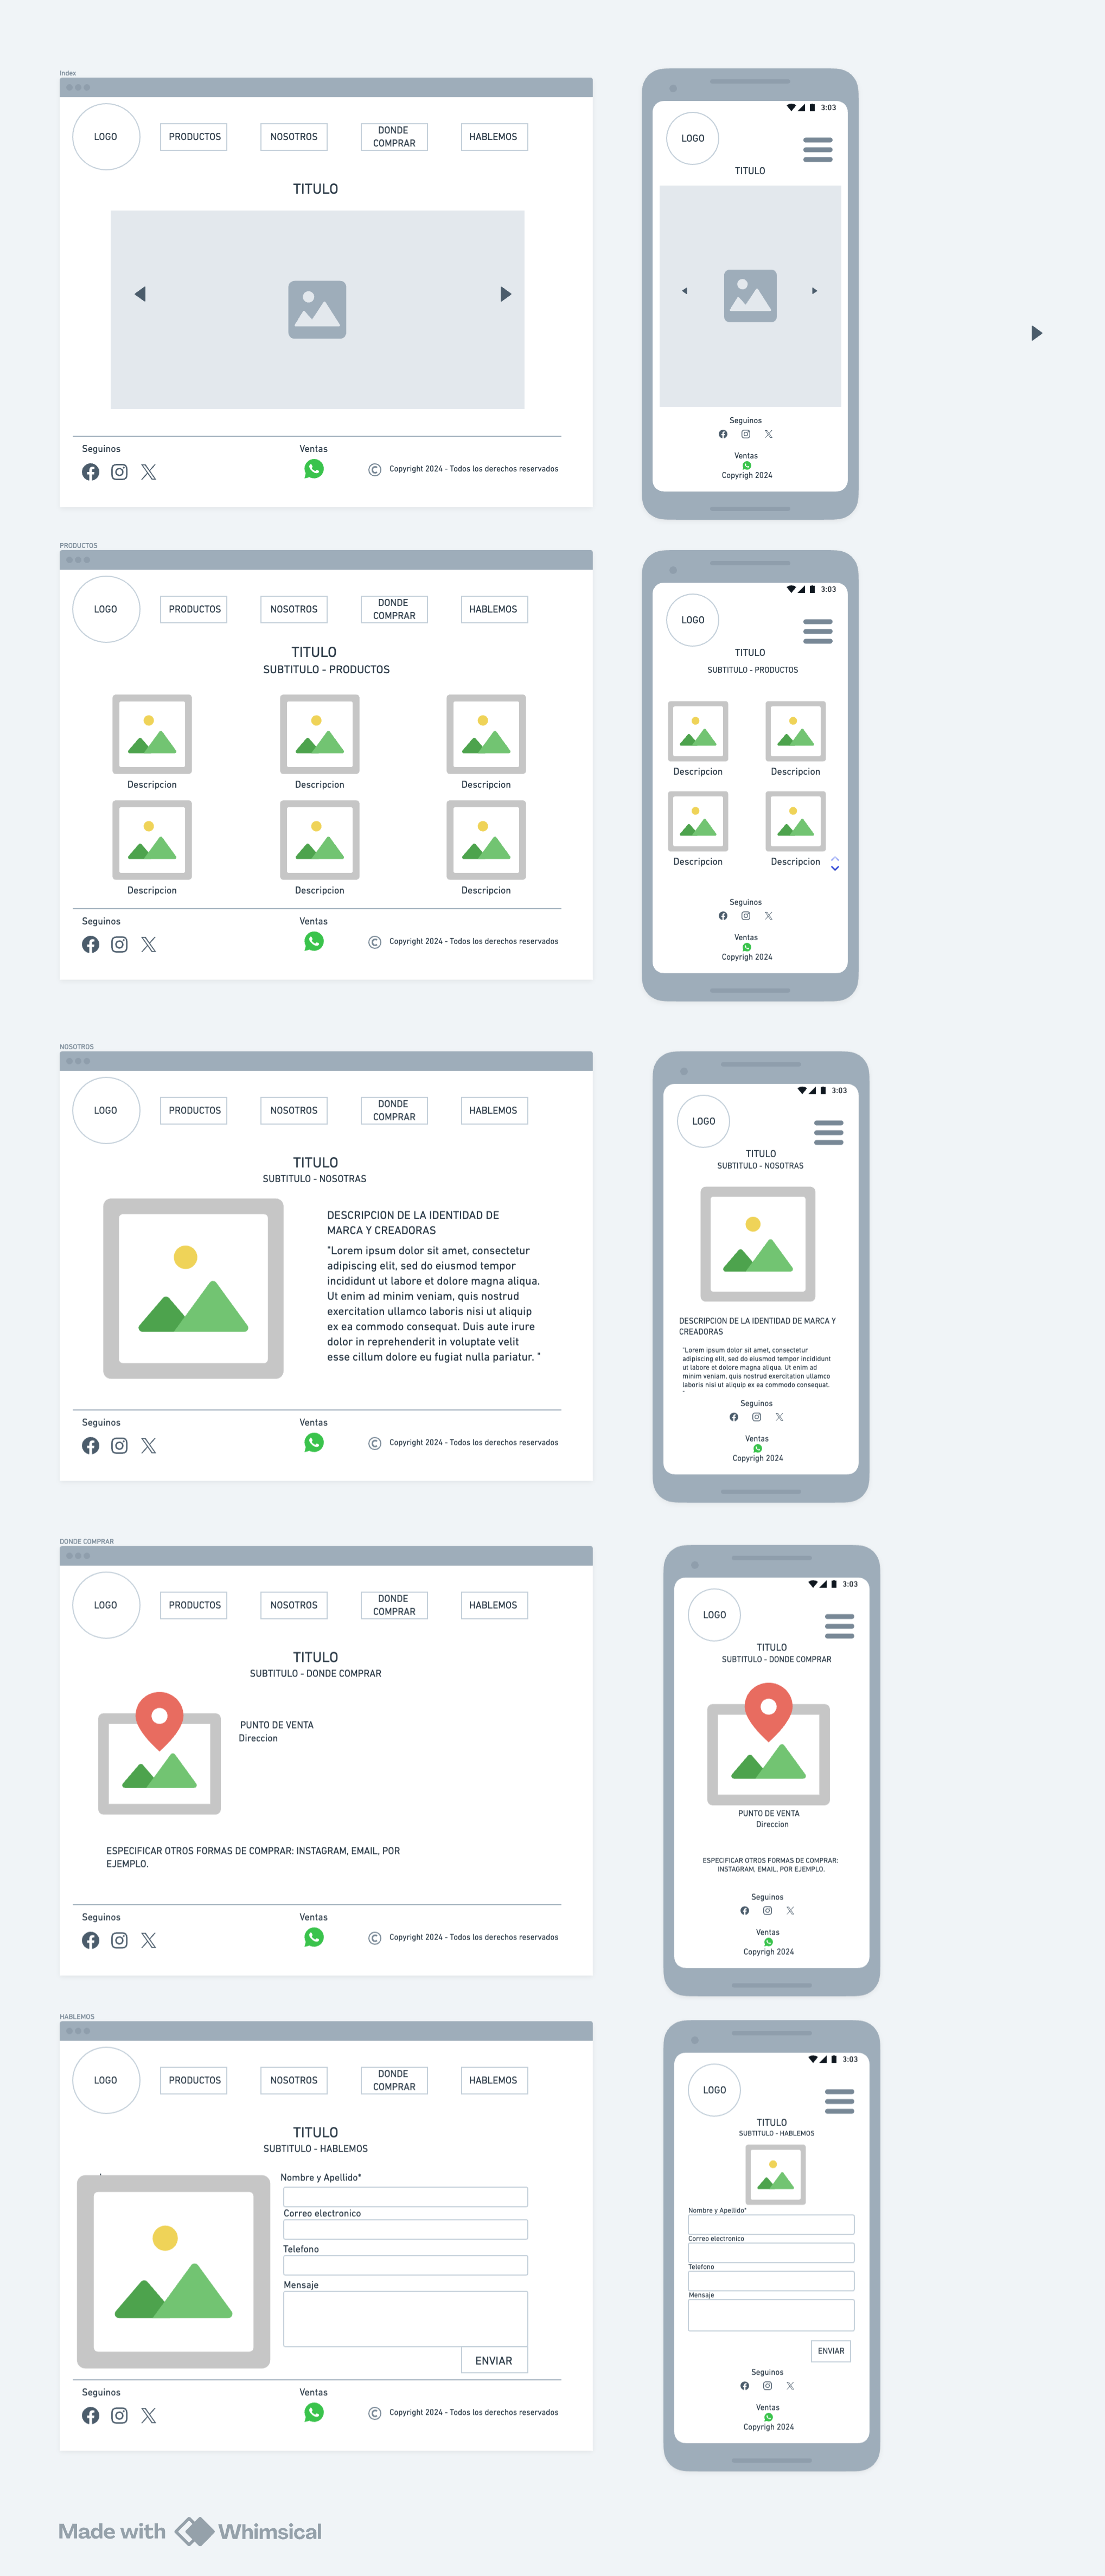 Index
LOGO
PRODUCTOS
NOSOTROS
DONDE
COMPRAR
HABLEMOS
TITULO
Seguinos
Ventas
© Copyright 2024 - Todos los derechos reservados
3:03
LOGO
TITULO
Seguinos
Ventas
Copyrigh 2024
PRODUCTOS
LOGO
PRODUCTOS
NOSOTROS
DONDE
COMPRAR
HABLEMOS
TITULO
SUBTITULO - PRODUCTOS
Descripcion
Descripcion
Descripcion
Descripcion
Descripcion
Descripcion
Seguinos
Ventas
© Copyright 2024 - Todos los derechos reservados
3:03
LOGO
TITULO
SUBTITULO - PRODUCTOS
Descripcion
Descripcion
Descripcion
Descripcion
Seguinos
Ventas
Copyrigh 2024
NOSOTROS
LOGO
PRODUCTOS
NOSOTROS
DONDE
COMPRAR
HABLEMOS
TITULO
SUBTITULO - NOSOTRAS
DESCRIPCION DE LA IDENTIDAD DE
MARCA Y CREADORAS
"Lorem ipsum dolor sit amet, consectetur
adipiscing elit, sed do eiusmod tempor
incididunt ut labore et dolore magna aliqua.
Ut enim ad minim veniam, quis nostrud
exercitation ullamco laboris nisi ut aliquip
ex ea commodo consequat. Duis aute irure
dolor in reprehenderit in voluptate velit
esse cillum dolore eu fugiat nulla pariatur. "
Seguinos
Ventas
© Copyright 2024 - Todos los derechos reservados
3:03
LOGO
TITULO
SUBTITULO - NOSOTRAS
DESCRIPCION DE LA IDENTIDAD DE MARCA Y
CREADORAS
"Lorem ipsum dolor sit amet, consectetur
adipiscing elit, sed do eiusmod tempor incididunt
ut labore et dolore magna aliqua. Ut enim ad
minim veniam, quis nostrud exercitation ullamco
laboris nisi ut aliquip ex ea commodo consequat.
"
Seguinos
Ventas
Copyrigh 2024
DONDE COMPRAR
LOGO
PRODUCTOS
NOSOTROS
DONDE
COMPRAR
HABLEMOS
TITULO
SUBTITULO - DONDE COMPRAR
PUNTO DE VENTA
Direccion
ESPECIFICAR OTROS FORMAS DE COMPRAR: INSTAGRAM, EMAIL, POR
EJEMPLO.
Seguinos
Ventas
© Copyright 2024 - Todos los derechos reservados
3:03
LOGO
TITULO
SUBTITULO - DONDE COMPRAR
PUNTO DE VENTA
Direccion
ESPECIFICAR OTROS FORMAS DE COMPRAR:
INSTAGRAM, EMAIL, POR EJEMPLO.
Seguinos
Ventas
Copyrigh 2024
HABLEMOS
LOGO
PRODUCTOS
NOSOTROS
DONDE
COMPRAR
HABLEMOS
TITULO
SUBTITULO - HABLEMOS
Nombre y Apellido*
Correo electronico
Telefono
Mensaje
ENVIAR
Seguinos
Ventas
© Copyright 2024 - Todos los derechos reservados
3:03
LOGO
TITULO
SUBTITULO - HABLEMOS
Nombre y Apellido*
Correo electronico
Telefono
Mensaje
ENVIAR
Seguinos
Ventas
Copyrigh 2024
Made with Whimsical